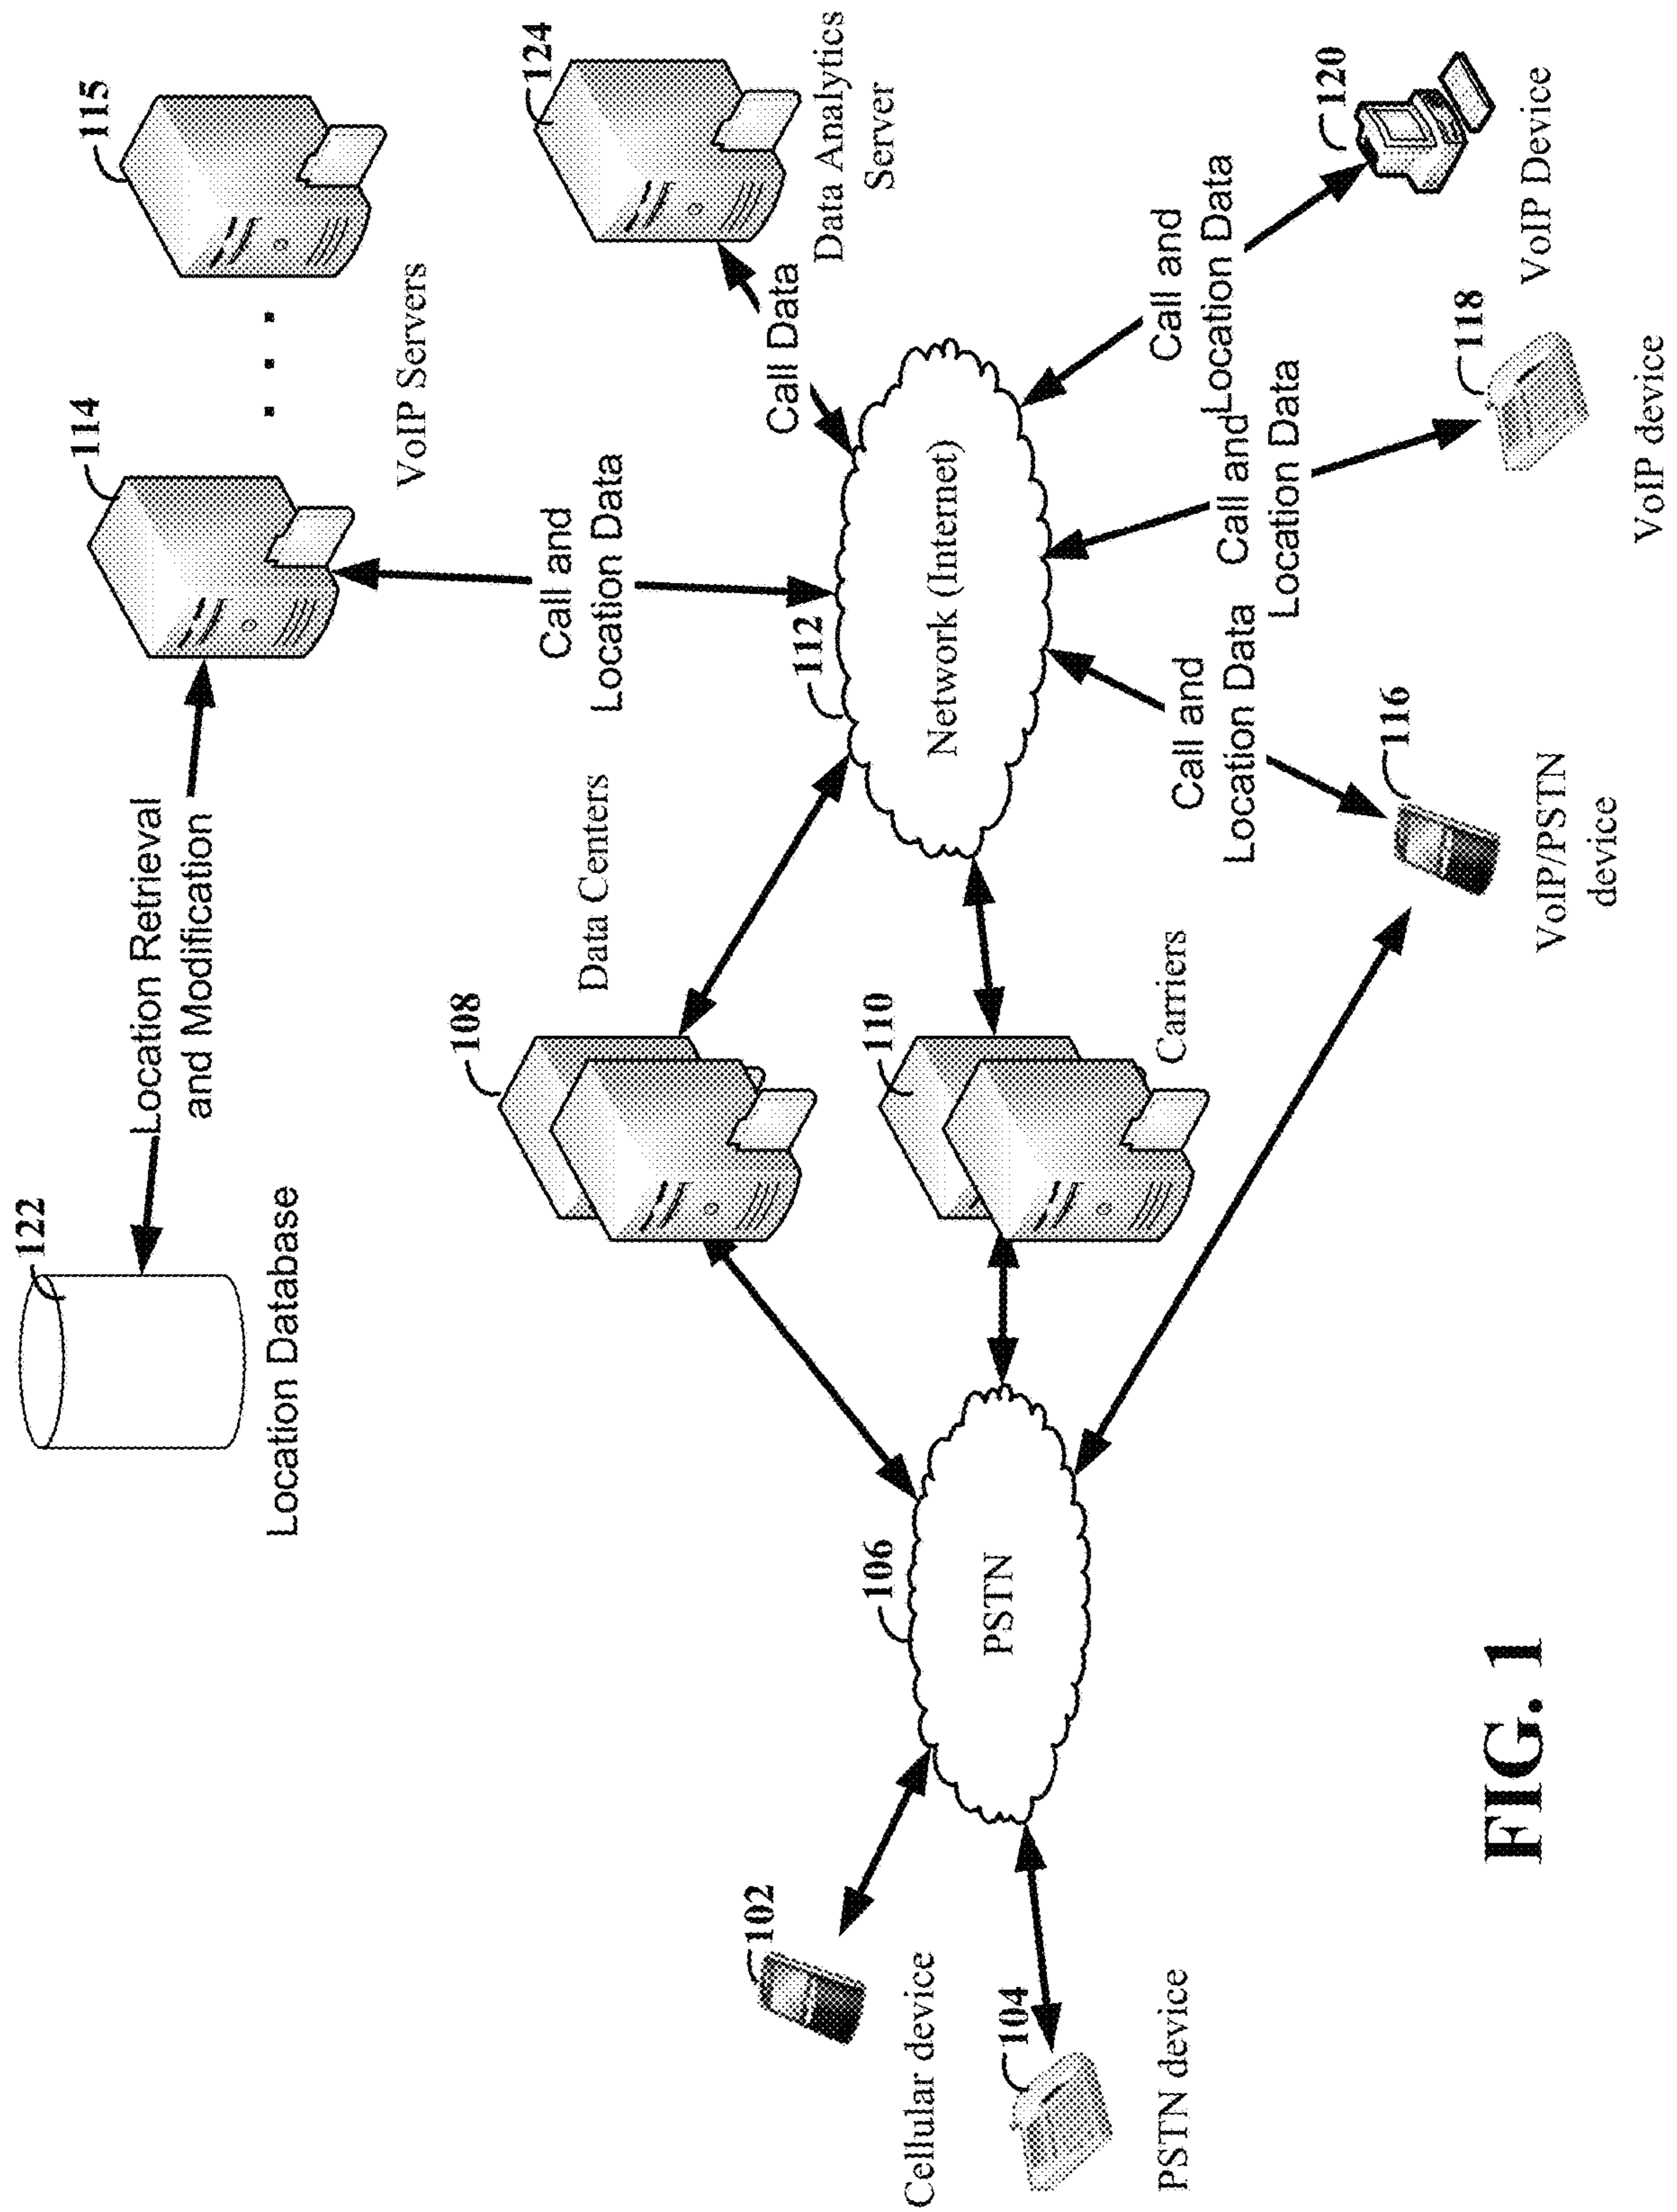 122
Location Database
Location Retrieval
and Modification
114
115
VoIP Servers
124
Data Analytics
Server
Call Data
Call and
Location Data
108
Data Centers
112
Network (Internet)
110
Carriers
106
PSTN
102
Cellular device
104
PSTN device
Call and
Location Data
116
VoIP/PSTN
device
Call and
Location Data
118
VoIP device
Call and
Location Data
120
VoIP Device
FIG. 1